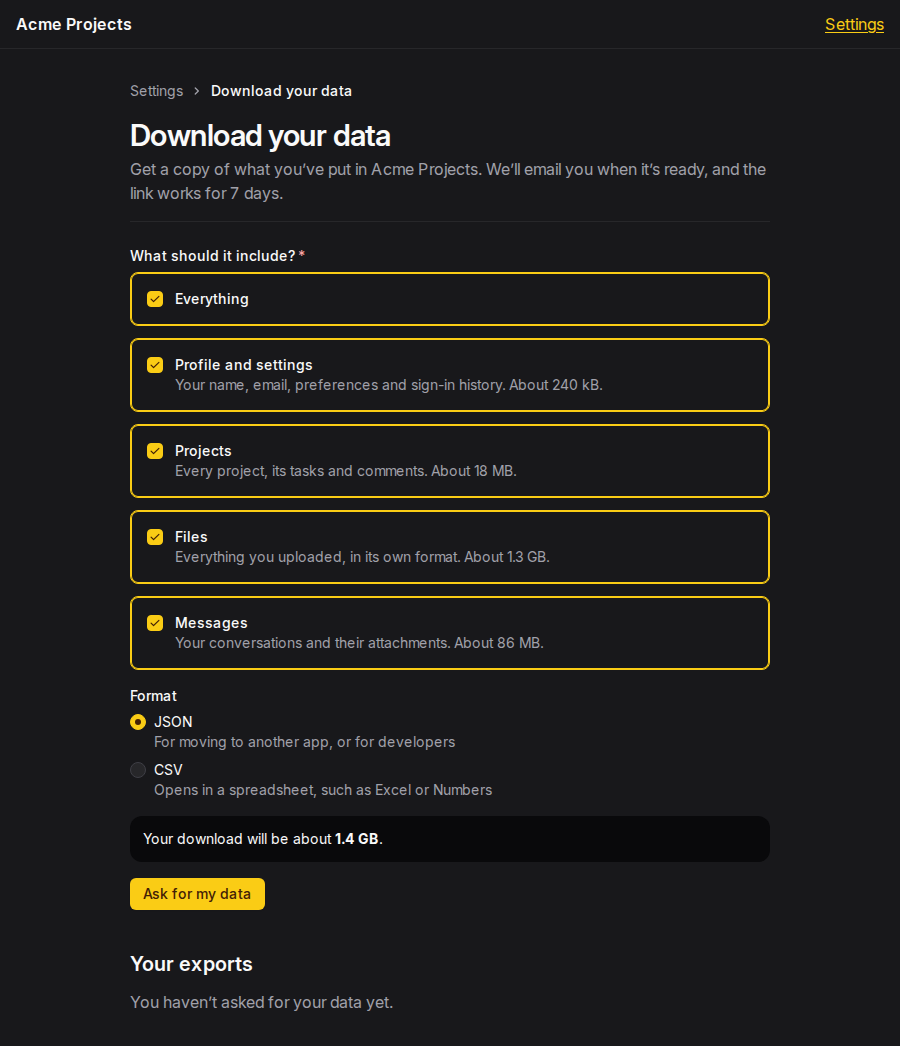 Acme Projects
Settings
Settings
Download your data
Download your data
Get a copy of what you’ve put in Acme Projects. We’ll email you when it’s ready, and the
link works for 7 days.
What should it include? *
Everything
Profile and settings
Your name, email, preferences and sign-in history. About 240 kB.
Projects
Every project, its tasks and comments. About 18 MB.
Files
Everything you uploaded, in its own format. About 1.3 GB.
Messages
Your conversations and their attachments. About 86 MB.
Format
JSON
For moving to another app, or for developers
CSV
Opens in a spreadsheet, such as Excel or Numbers
Your download will be about 1.4 GB.
Ask for my data
Your exports
You haven’t asked for your data yet.